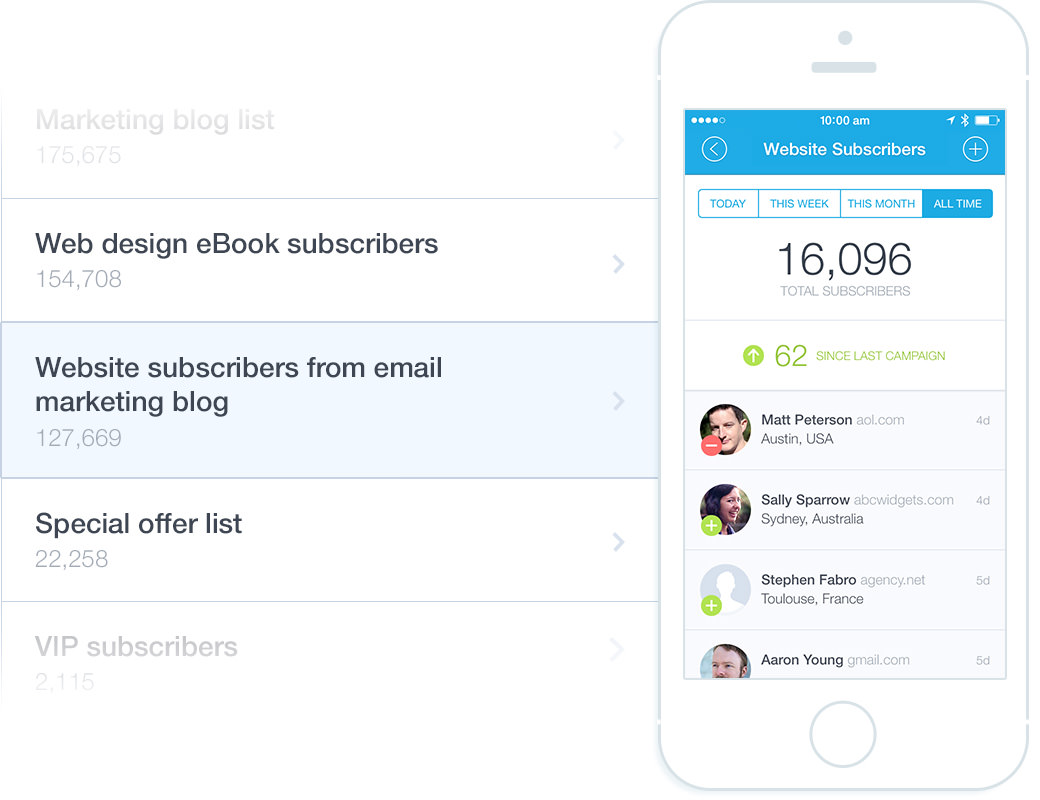 Marketing blog list
175,675
Web design eBook subscribers
154,708
Website subscribers from email
marketing blog
127,669
Special offer list
22,258
VIP subscribers
2,115
10:00 am
Website Subscribers
TODAY THIS WEEK THIS MONTH ALL TIME
16,096
TOTAL SUBSCRIBERS
62 SINCE LAST CAMPAIGN
Matt Peterson aol.com 4d
Austin, USA
Sally Sparrow abcwidgets.com 4d
Sydney, Australia
Stephen Fabro agency.net 5d
Toulouse, France
Aaron Young gmail.com 5d